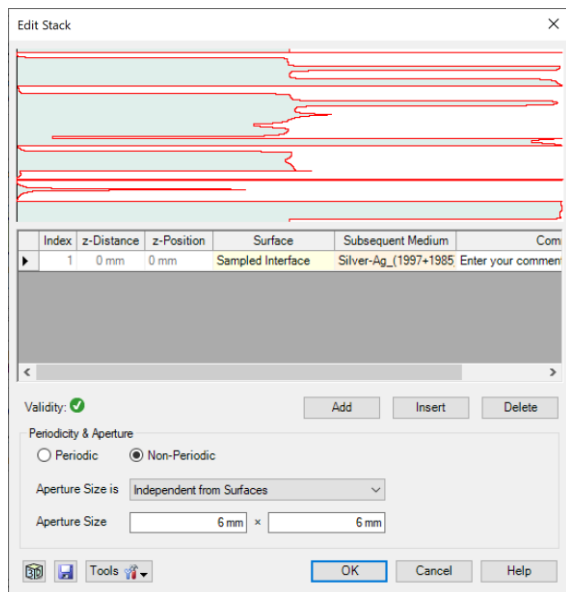 Edit Stack
Index z-Distance z-Position Surface Subsequent Medium Com
1 0 mm 0 mm Sampled Interface Silver-Ag_(1997+1985) Enter your comment
Validity:
Add Insert Delete
Periodicity & Aperture
Periodic Non-Periodic
Aperture Size is Independent from Surfaces
Aperture Size 6 mm × 6 mm
3D Tools OK Cancel Help